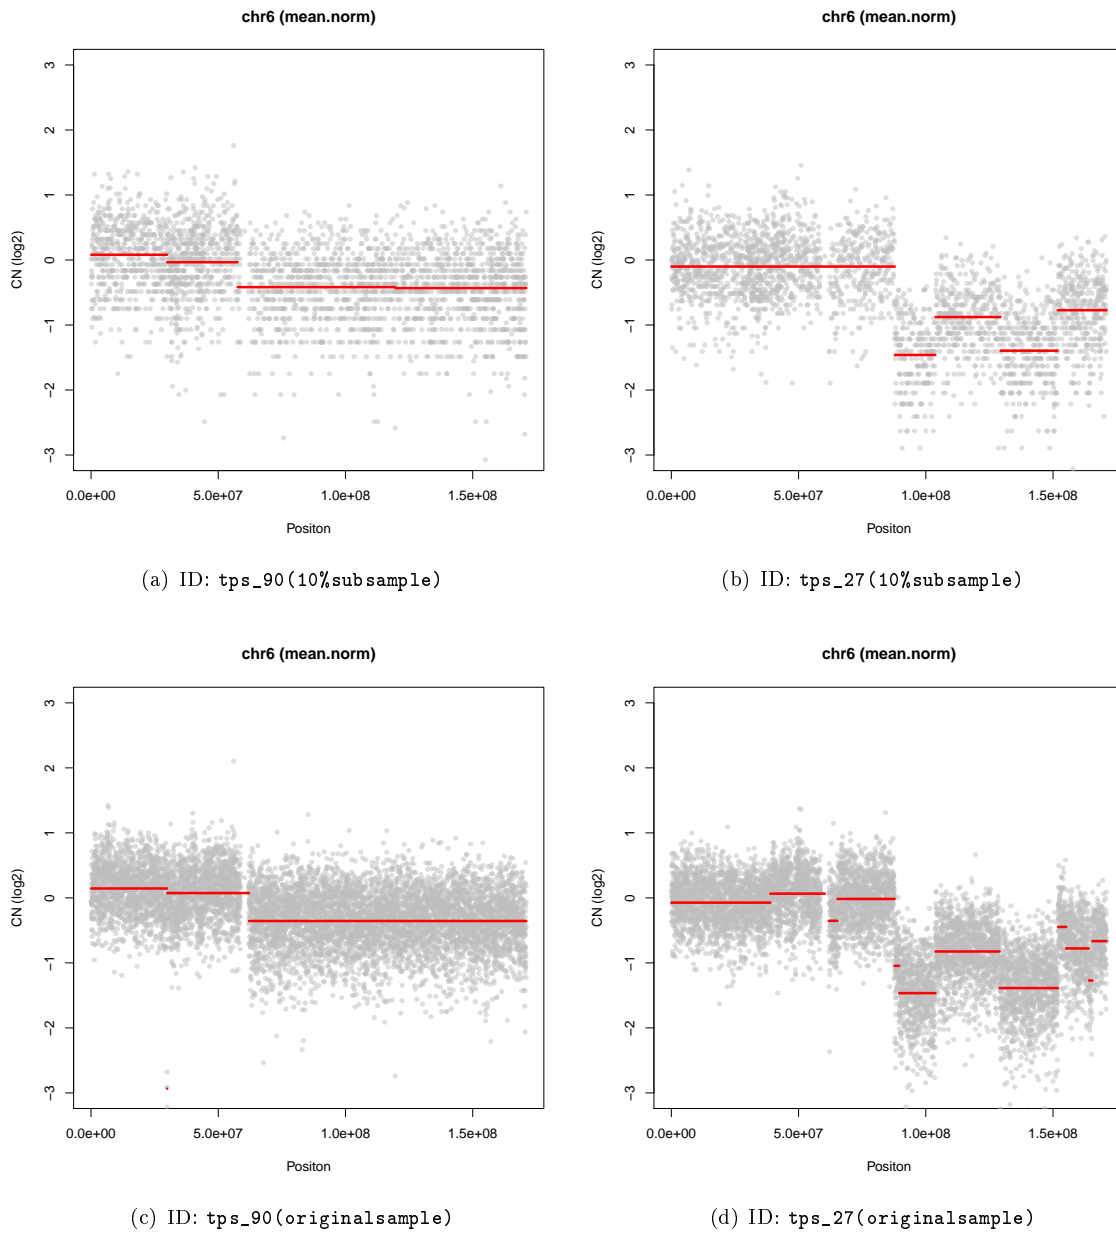 chr6 (mean.norm)
3
2
1
0
−1
−2
−3
CN (log2)
0.0e+00 5.0e+07 1.0e+08 1.5e+08
Positon
(a) ID: tps_90(10%subsample)
chr6 (mean.norm)
3
2
1
0
−1
−2
−3
CN (log2)
0.0e+00 5.0e+07 1.0e+08 1.5e+08
Positon
(b) ID: tps_27(10%subsample)
chr6 (mean.norm)
3
2
1
0
−1
−2
−3
CN (log2)
0.0e+00 5.0e+07 1.0e+08 1.5e+08
Positon
(c) ID: tps_90(originalsample)
chr6 (mean.norm)
3
2
1
0
−1
−2
−3
CN (log2)
0.0e+00 5.0e+07 1.0e+08 1.5e+08
Positon
(d) ID: tps_27(originalsample)